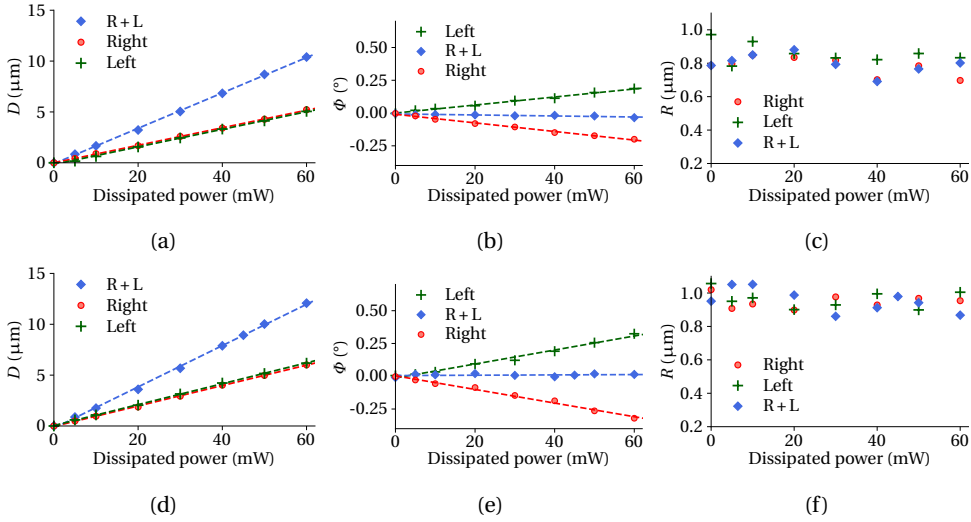 15
10
5
0
D (μm)
R + L
Right
Left
0
20
40
60
Dissipated power (mW)
(a)
0.50
0.25
0.00
-0.25
Φ (°)
Left
R + L
Right
0
20
40
60
Dissipated power (mW)
(b)
1.0
0.8
0.6
0.4
0.2
R (μm)
Right
Left
R + L
0
20
40
60
Dissipated power (mW)
(c)
15
10
5
0
D (μm)
R + L
Right
Left
0
20
40
60
Dissipated power (mW)
(d)
0.50
0.25
0.00
-0.25
Φ (°)
Left
R + L
Right
0
20
40
60
Dissipated power (mW)
(e)
1.0
0.8
0.6
0.4
0.2
R (μm)
Right
Left
R + L
0
20
40
60
Dissipated power (mW)
(f)